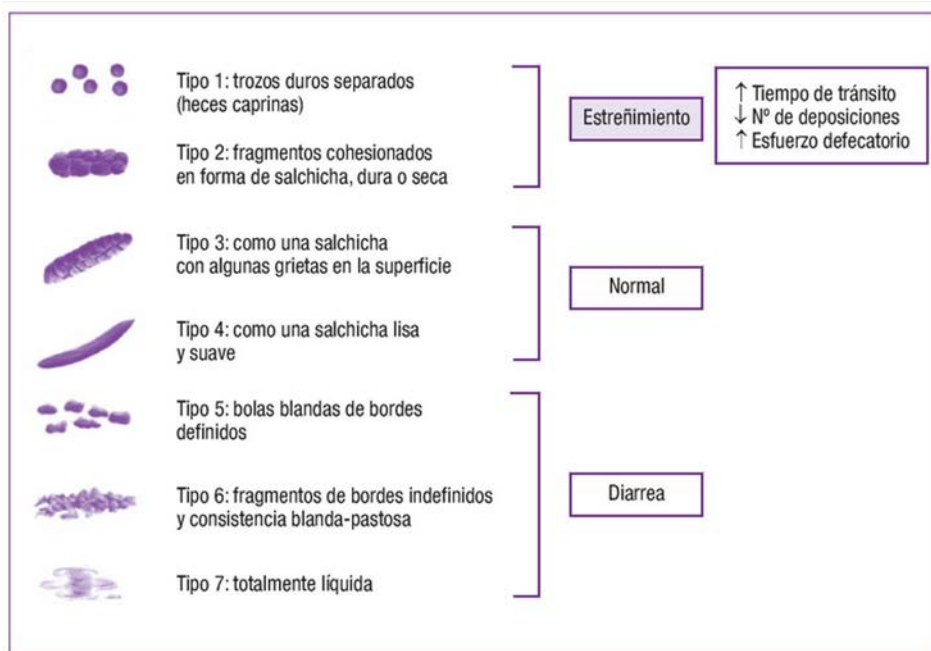 Tipo 1: trozos duros separados
(heces caprinas)
Tipo 2: fragmentos cohesionados
en forma de salchicha, dura o seca
Estreñimiento
↑ Tiempo de tránsito
↓ Nº de deposiciones
↑ Esfuerzo defecatorio
Tipo 3: como una salchicha
con algunas grietas en la superficie
Tipo 4: como una salchicha lisa
y suave
Normal
Tipo 5: bolas blandas de bordes
definidos
Tipo 6: fragmentos de bordes indefinidos
y consistencia blanda-pastosa
Tipo 7: totalmente líquida
Diarrea